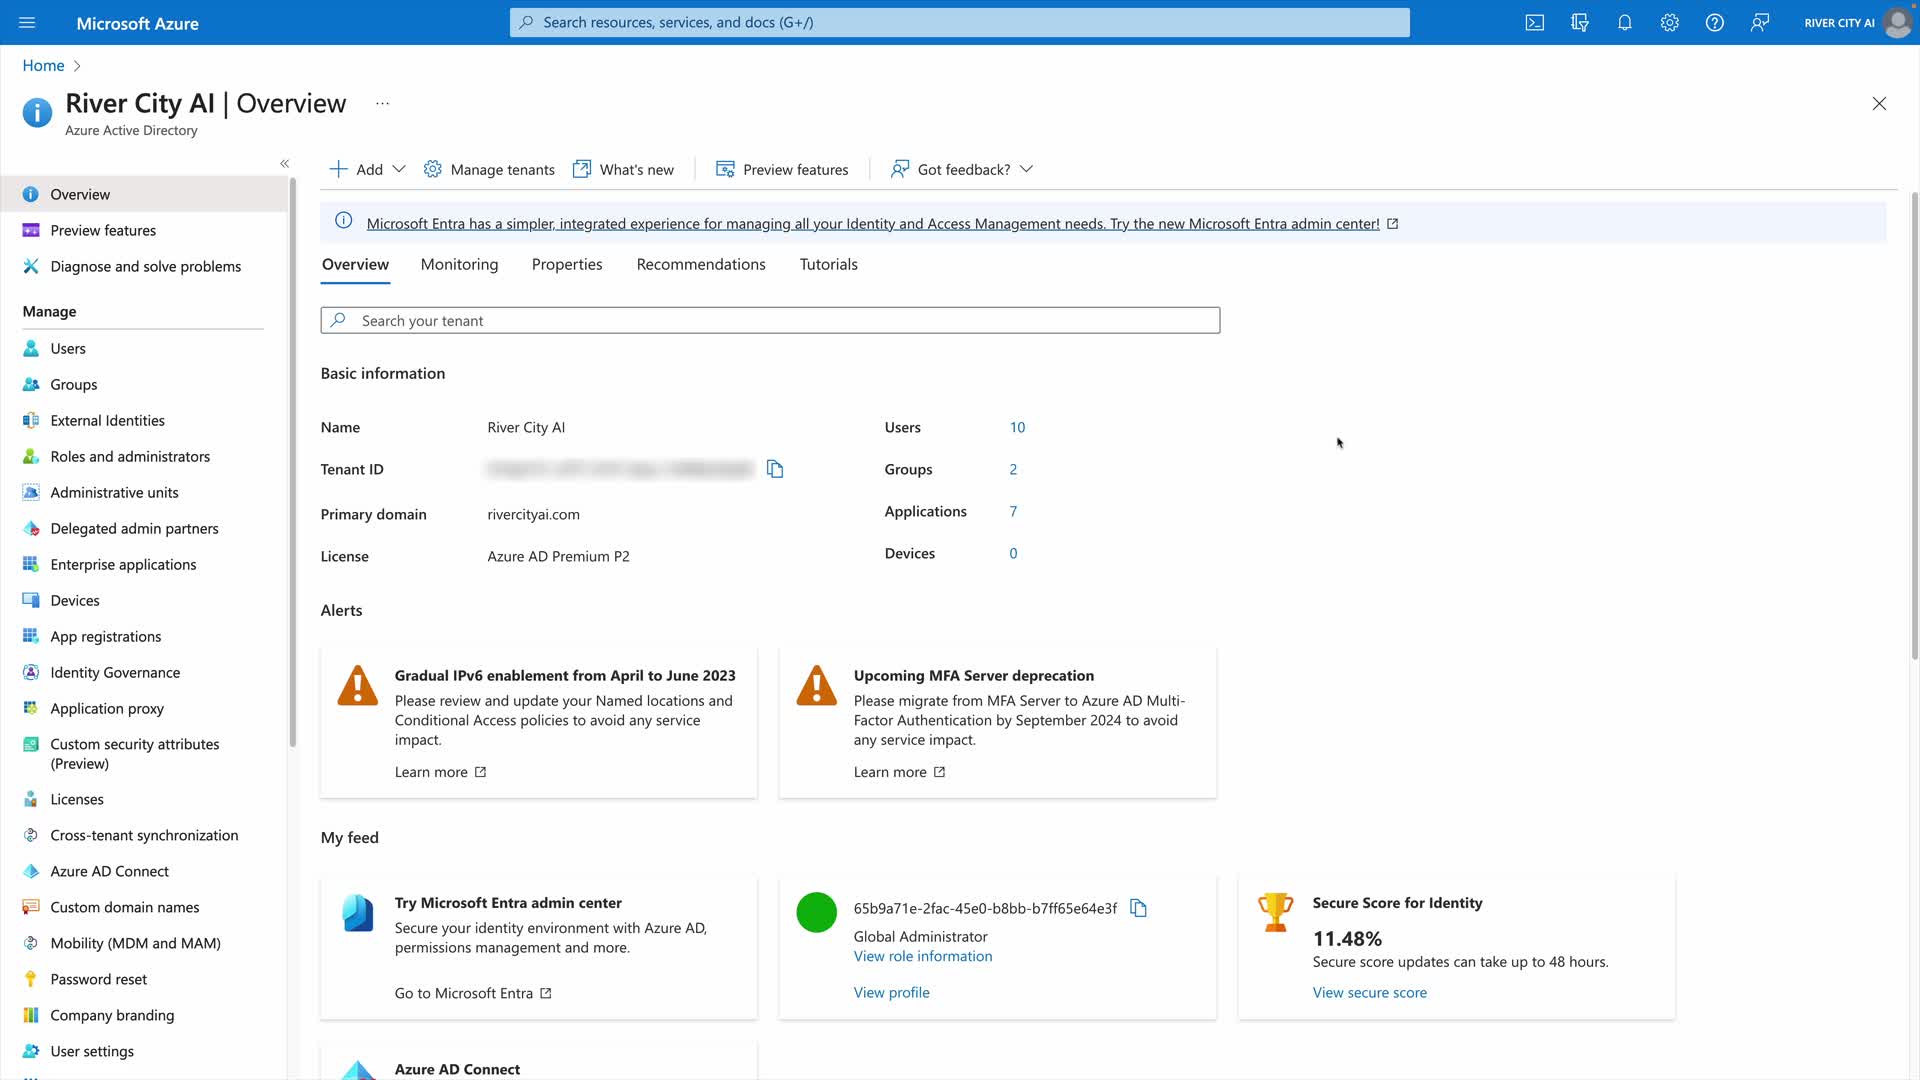 Microsoft Azure
Search resources, services, and docs (G+/)
RIVER CITY AI
Home
River City AI | Overview
...
Azure Active Directory
Overview
Preview features
Diagnose and solve problems
Manage
Users
Groups
External Identities
Roles and administrators
Administrative units
Delegated admin partners
Enterprise applications
Devices
App registrations
Identity Governance
Application proxy
Custom security attributes
(Preview)
Licenses
Cross-tenant synchronization
Azure AD Connect
Custom domain names
Mobility (MDM and MAM)
Password reset
Company branding
User settings
Add
Manage tenants
What's new
Preview features
Got feedback?
Microsoft Entra has a simpler, integrated experience for managing all your Identity and Access Management needs. Try the new Microsoft Entra admin center!
Overview
Monitoring
Properties
Recommendations
Tutorials
Search your tenant
Basic information
Name River City AI
Tenant ID
Primary domain rivercityai.com
License Azure AD Premium P2
Users 10
Groups 2
Applications 7
Devices 0
Alerts
Gradual IPv6 enablement from April to June 2023
Please review and update your Named locations and
Conditional Access policies to avoid any service
impact.
Learn more
Upcoming MFA Server deprecation
Please migrate from MFA Server to Azure AD Multi-
Factor Authentication by September 2024 to avoid
any service impact.
Learn more
My feed
Try Microsoft Entra admin center
Secure your identity environment with Azure AD,
permissions management and more.
Go to Microsoft Entra
65b9a71e-2fac-45e0-b8bb-b7ff65e64e3f
Global Administrator
View role information
View profile
Secure Score for Identity
11.48%
Secure score updates can take up to 48 hours.
View secure score
Azure AD Connect